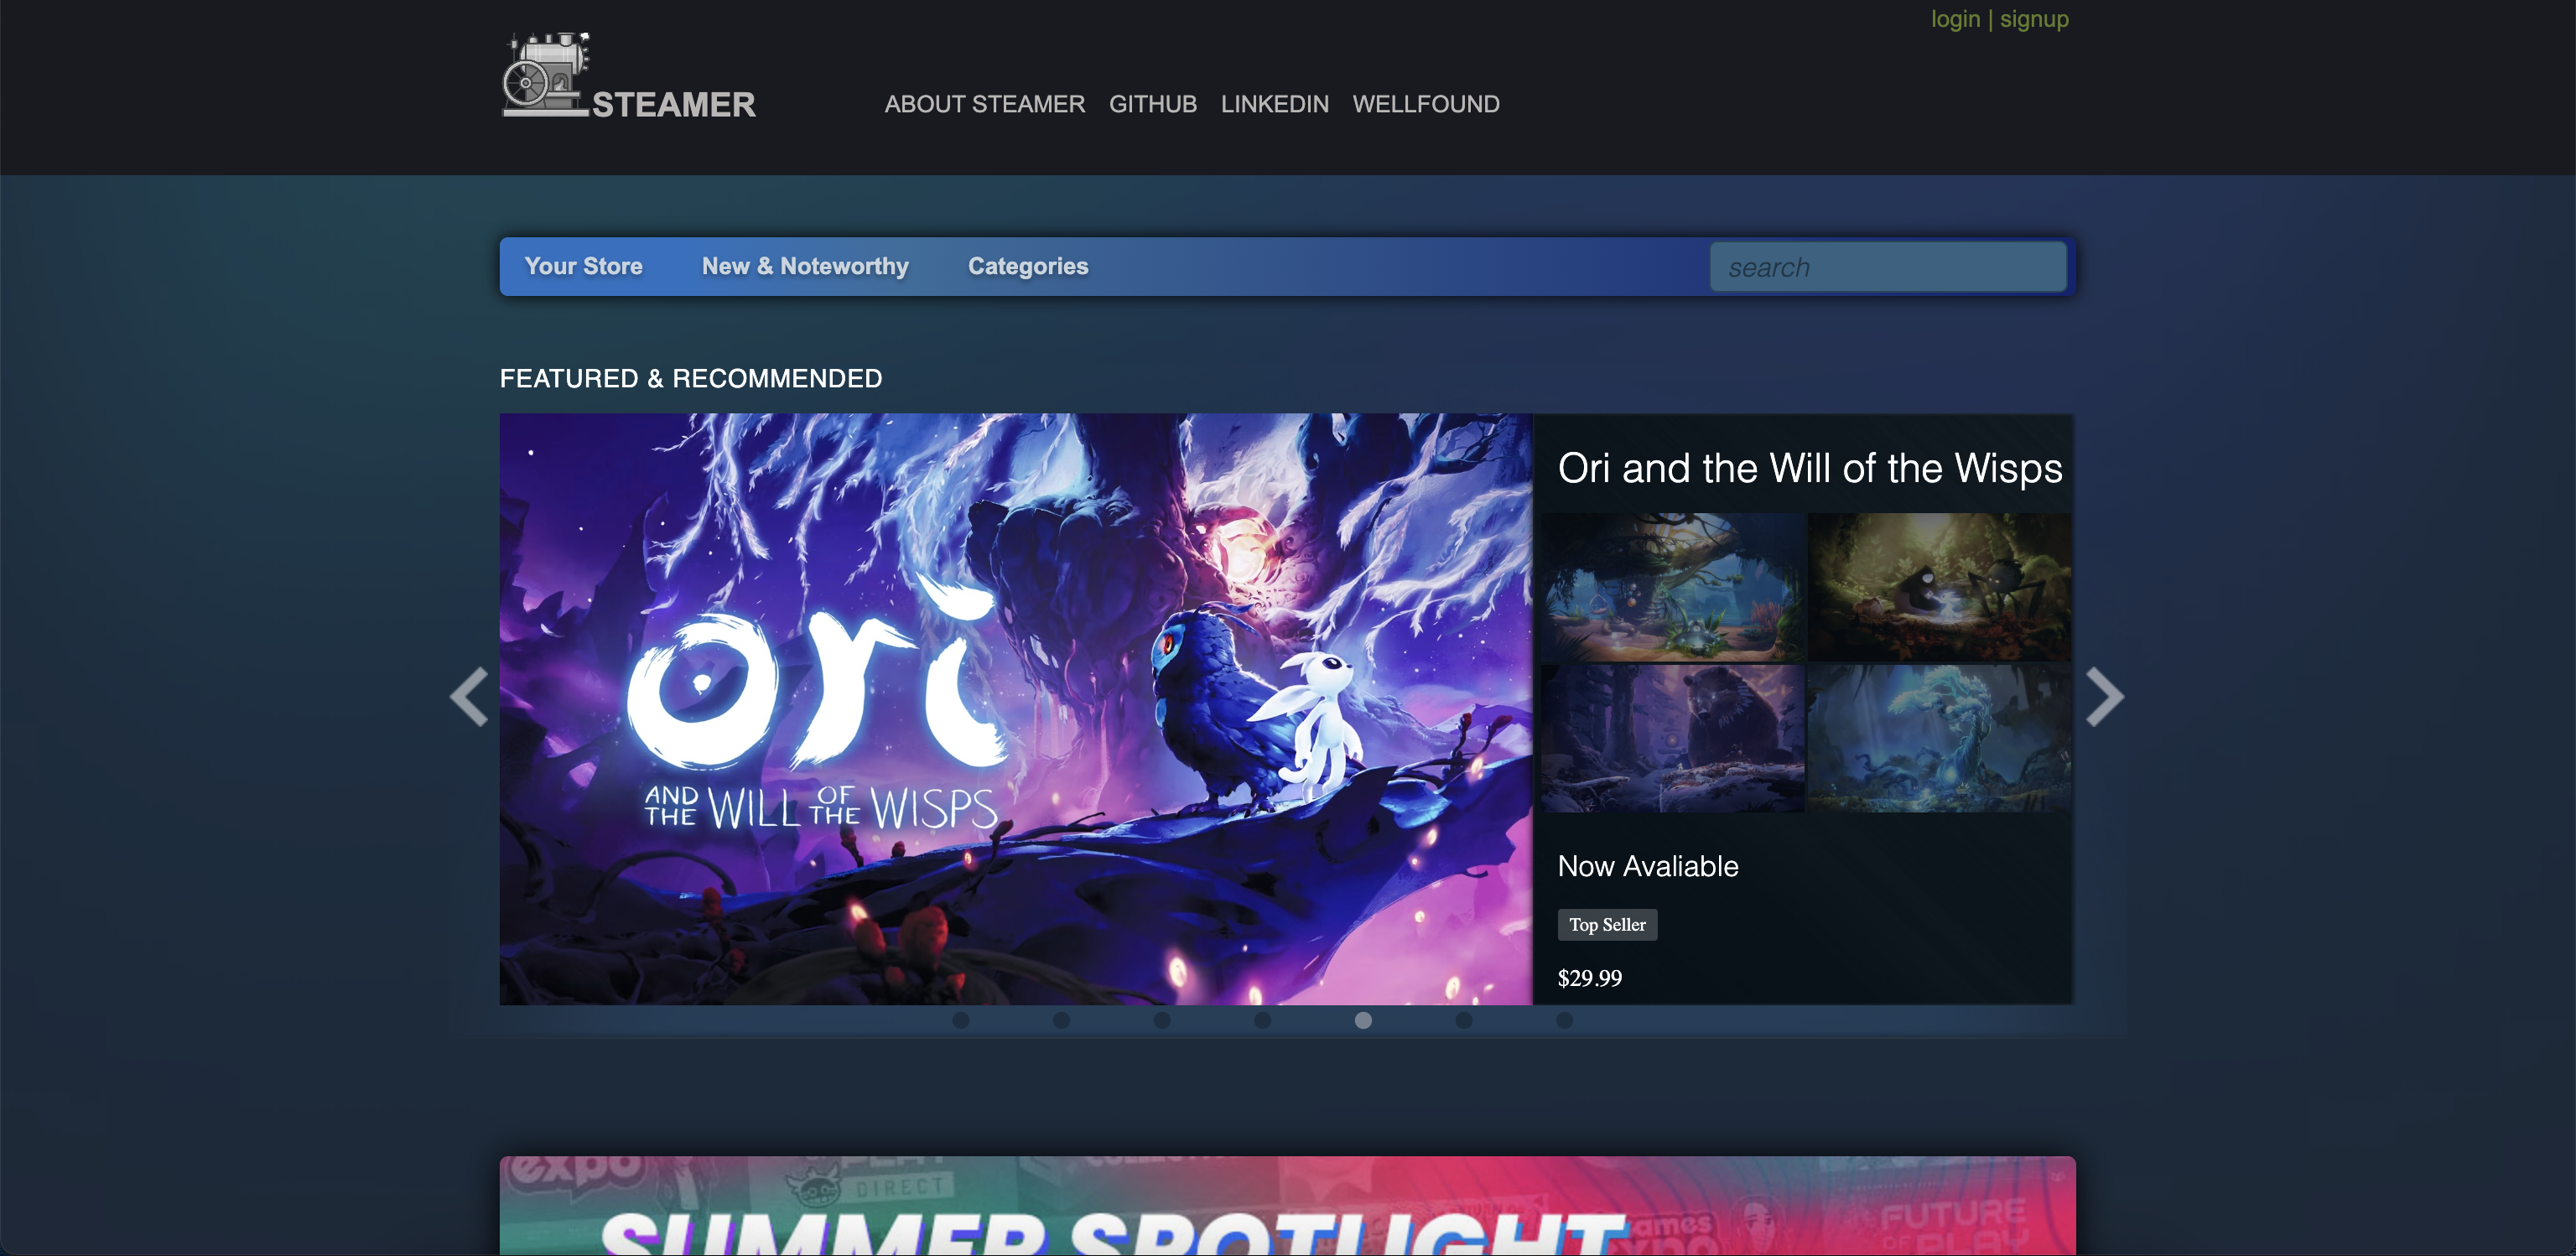 login | signup
STEAMER
ABOUT STEAMER GITHUB LINKEDIN WELLFOUND
Your Store New & Noteworthy Categories search
FEATURED & RECOMMENDED
Ori and the Will of the Wisps
ori
AND THE WILL OF THE WISPS
Now Avaliable
Top Seller
$29.99
expo
DIRECT
SUMMER SPOTLIGHT
FUTURE
OF PLAY